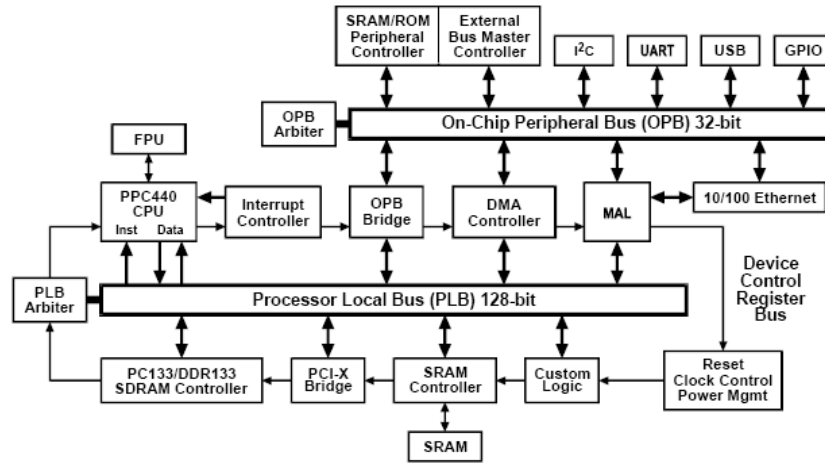 SRAM/ROM
Peripheral
Controller
External
Bus Master
Controller
I²C
UART
USB
GPIO
OPB
Arbiter
On-Chip Peripheral Bus (OPB) 32-bit
FPU
PPC440
CPU
Inst Data
Interrupt
Controller
OPB
Bridge
DMA
Controller
MAL
10/100 Ethernet
PLB
Arbiter
Processor Local Bus (PLB) 128-bit
Device
Control
Register
Bus
PC133/DDR133
SDRAM Controller
PCI-X
Bridge
SRAM
Controller
Custom
Logic
Reset
Clock Control
Power Mgmt
SRAM